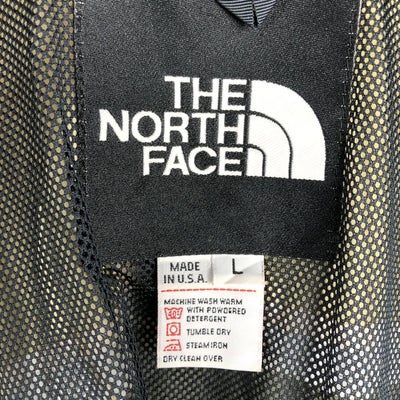 THE
NORTH
FACE
MADE
IN U.S.A.
L
MACHINE WASH WARM
WITH POWDERED
DETERGENT
TUMBLE DRY
STEAM IRON
DRY CLEAN OVER